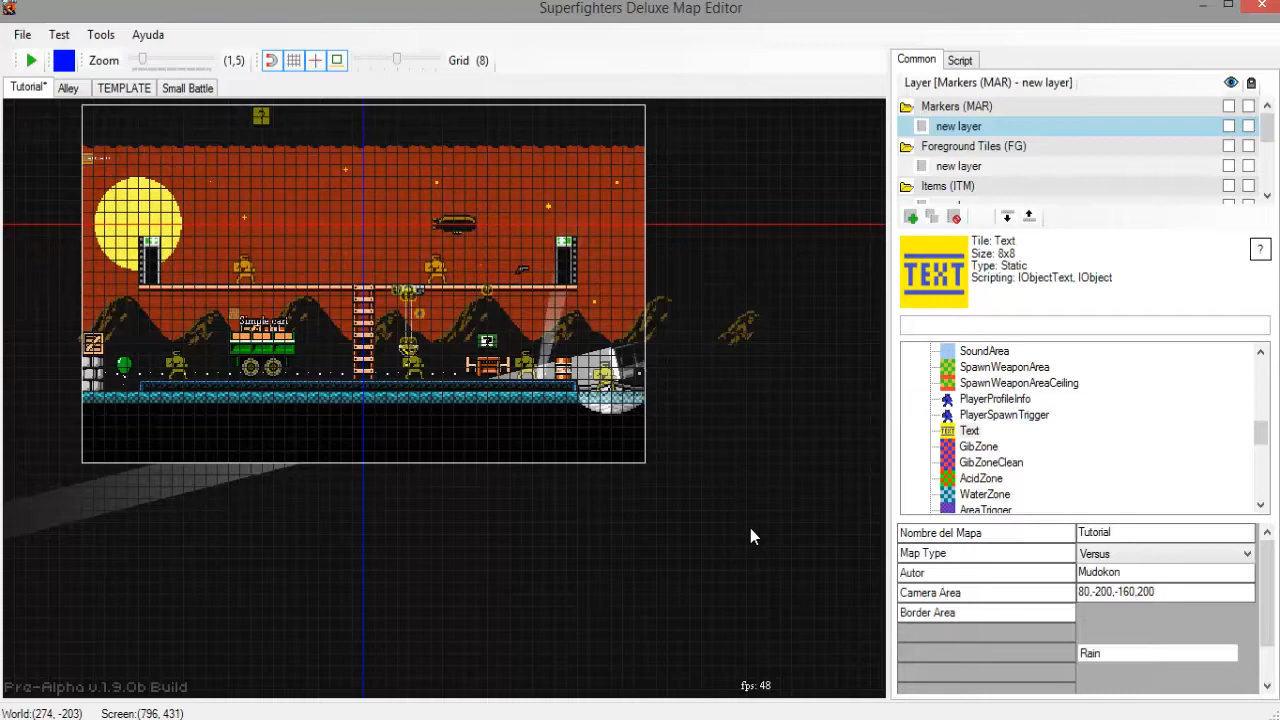 Superfighters Deluxe Map Editor
File Test Tools Ayuda
Zoom (1,5) Grid (8)
Tutorial* Alley TEMPLATE Small Battle
Simple cart
Pre-Alpha v.1.9.0b Build
fps: 48
World:(274, -203) Screen:(796, 431)
Common Script
Layer [Markers (MAR) - new layer]
Markers (MAR)
new layer
Foreground Tiles (FG)
new layer
Items (ITM)
TEXT
Tile: Text
Size: 8x8
Type: Static
Scripting: IObjectText, IObject
?
SoundArea
SpawnWeaponArea
SpawnWeaponAreaCeiling
PlayerProfileInfo
PlayerSpawnTrigger
Text
GibZone
GibZoneClean
AcidZone
WaterZone
AreaTrigger
Nombre del Mapa Tutorial
Map Type Versus
Autor Mudokon
Camera Area 80,-200,-160,200
Border Area
Rain